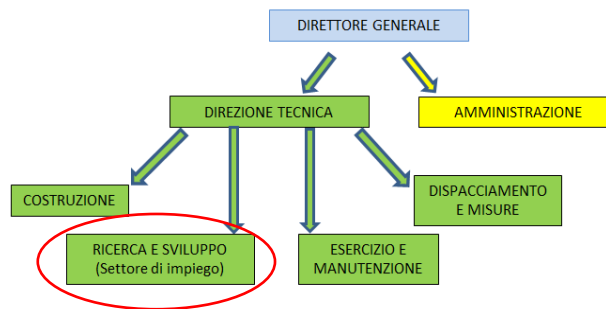 DIRETTORE GENERALE
DIREZIONE TECNICA
AMMINISTRAZIONE
COSTRUZIONE
DISPACCIAMENTO
E MISURE
RICERCA E SVILUPPO
(Settore di impiego)
ESERCIZIO E
MANUTENZIONE